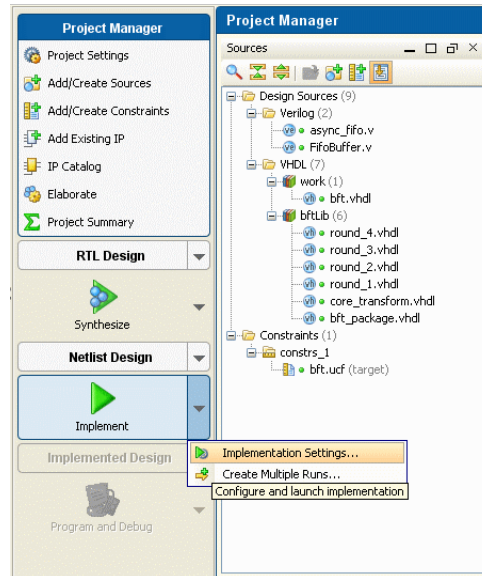 Project Manager
Project Settings
Add/Create Sources
Add/Create Constraints
Add Existing IP
IP Catalog
Elaborate
Project Summary
RTL Design
Synthesize
Netlist Design
Implement
Implemented Design
Program and Debug
Project Manager
Sources
Design Sources (9)
Verilog (2)
async_fifo.v
FifoBuffer.v
VHDL (7)
work (1)
bft.vhdl
bftLib (6)
round_4.vhdl
round_3.vhdl
round_2.vhdl
round_1.vhdl
core_transform.vhdl
bft_package.vhdl
Constraints (1)
constrs_1
bft.ucf (target)
Implementation Settings...
Create Multiple Runs...
Configure and launch implementation